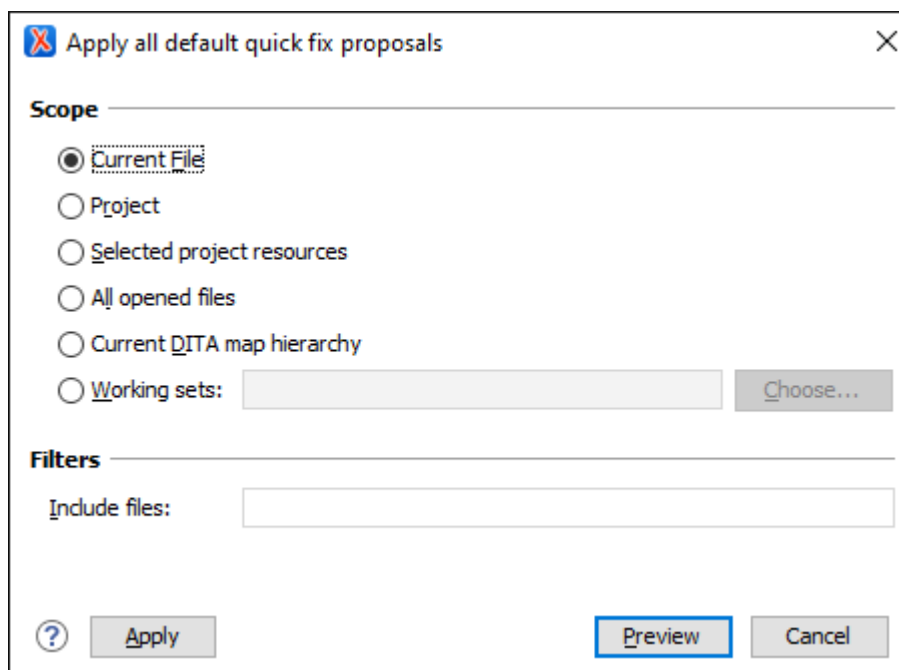 Apply all default quick fix proposals
Scope
Current File
Project
Selected project resources
All opened files
Current DITA map hierarchy
Working sets: Choose...
Filters
Include files:
? Apply Preview Cancel